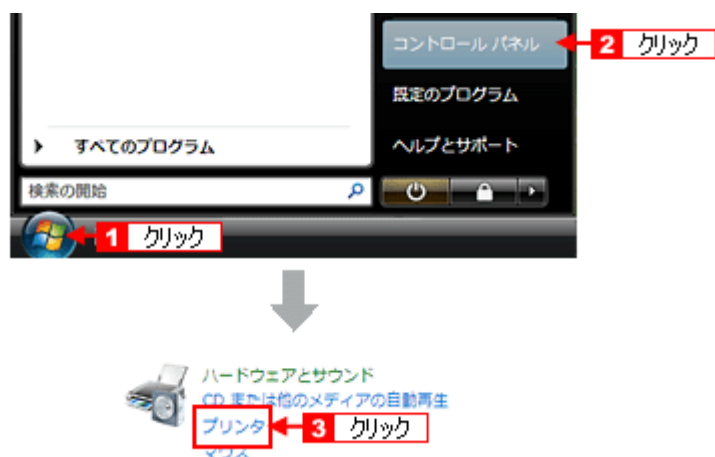 コントロール パネル
2 クリック
既定のプログラム
すべてのプログラム
ヘルプとサポート
検索の開始
1 クリック
ハードウェアとサウンド
CD または他のメディアの自動再生
プリンタ
3 クリック
マウス